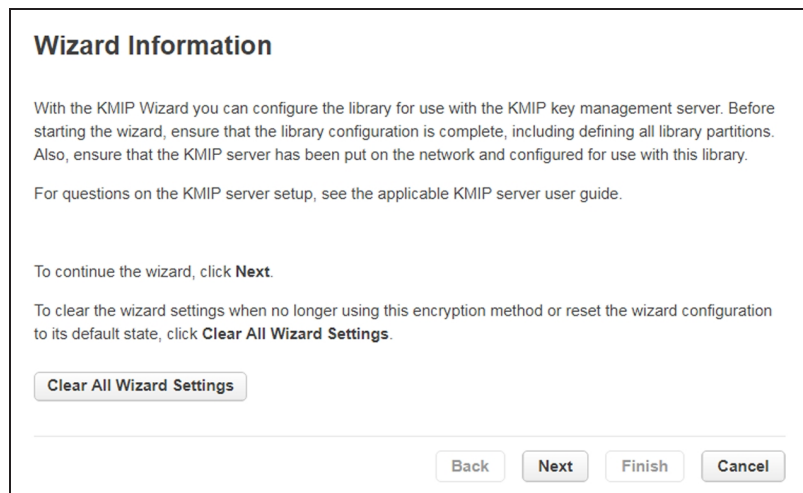 Wizard Information
With the KMIP Wizard you can configure the library for use with the KMIP key management server. Before
starting the wizard, ensure that the library configuration is complete, including defining all library partitions.
Also, ensure that the KMIP server has been put on the network and configured for use with this library.
For questions on the KMIP server setup, see the applicable KMIP server user guide.
To continue the wizard, click Next.
To clear the wizard settings when no longer using this encryption method or reset the wizard configuration
to its default state, click Clear All Wizard Settings.
Clear All Wizard Settings
Back Next Finish Cancel